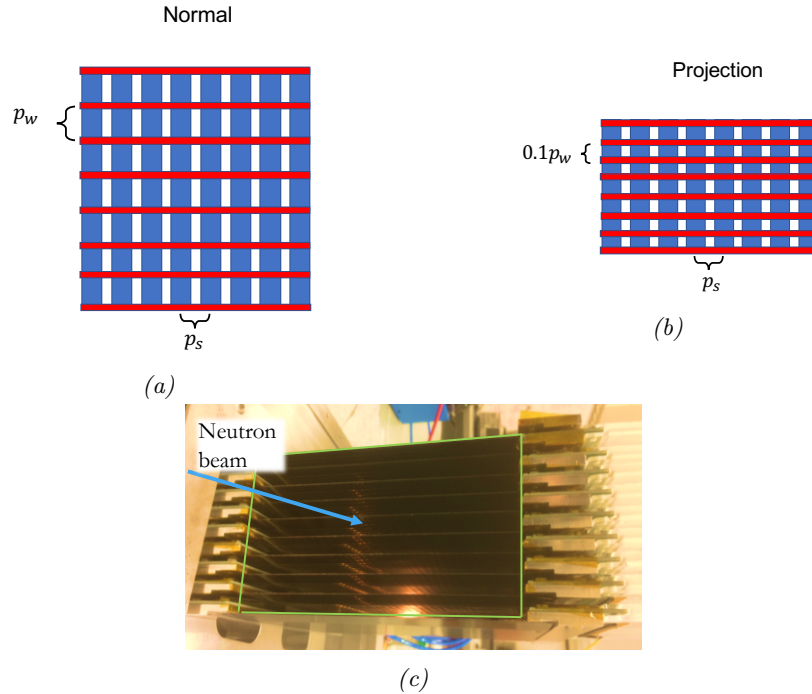 Normal
Projection
p_w
0.1p_w
p_s
p_s
(a)
(b)
Neutron
beam
(c)